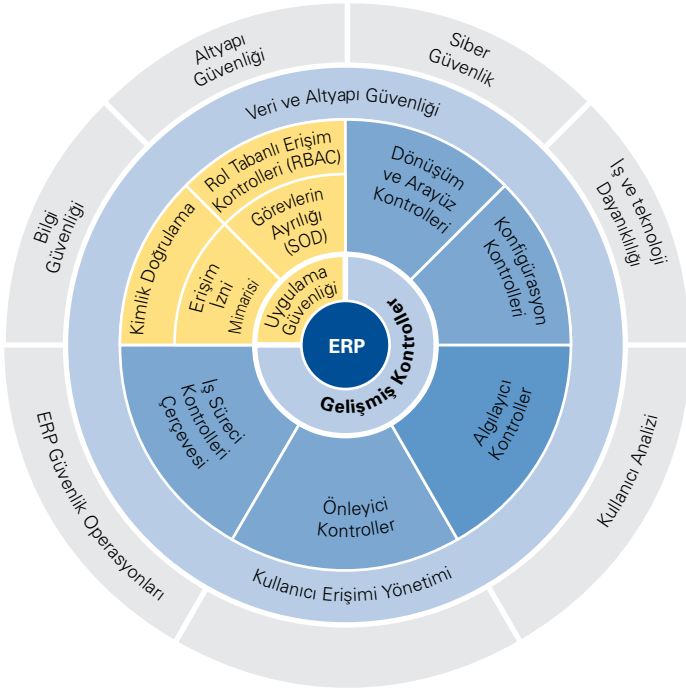 Altyapı
Güvenliği
Siber
Güvenlik
İş ve teknoloji
Dayanıklılığı
Kullanıcı Analizi
ERP Güvenlik Operasyonları
Bilgi
Güvenliği
Veri ve Altyapı Güvenliği
Kullanıcı Erişimi Yönetimi
Rol Tabanlı Erişim
Kontrolleri (RBAC)
Görevlerin
Ayrılığı
(SOD)
Kimlik Doğrulama
Erişim
İzni
Mimarisi
Uygulama
Güvenliği
Dönüşüm
ve Arayüz
Kontrolleri
Konfigürasyon
Kontrolleri
Algılayıcı
Kontroller
Önleyici
Kontroller
İş Süreci
Kontrolleri
Çerçevesi
ERP
Gelişmiş Kontroller